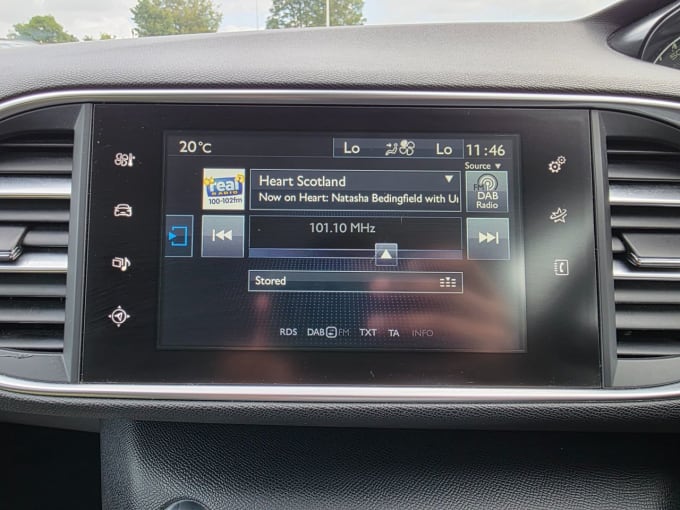 20°C
Lo
Lo
11:46
Source
real
RADIO
100-102fm
Heart Scotland
Now on Heart: Natasha Bedingfield with
DAB
Radio
101.10 MHz
Stored
RDS DAB FM TXT TA INFO